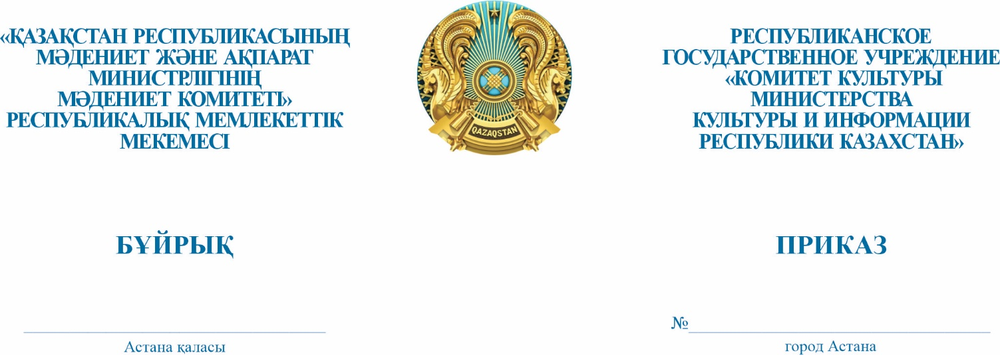 «ҚАЗАҚСТАН РЕСПУБЛИКАСЫНЫҢ
МӘДЕНИЕТ ЖӘНЕ АҚПАРАТ
МИНИСТРЛІГІНІҢ
МӘДЕНИЕТ КОМИТЕТІ»
РЕСПУБЛИКАЛЫҚ МЕМЛЕКЕТТІК
МЕКЕМЕСІ
QAZAQSTAN
РЕСПУБЛИКАНСКОЕ
ГОСУДАРСТВЕННОЕ УЧРЕЖДЕНИЕ
«КОМИТЕТ КУЛЬТУРЫ
МИНИСТЕРСТВА
КУЛЬТУРЫ И ИНФОРМАЦИИ
РЕСПУБЛИКИ КАЗАХСТАН»
БҰЙРЫҚ
ПРИКАЗ
№
Астана қаласы
город Астана